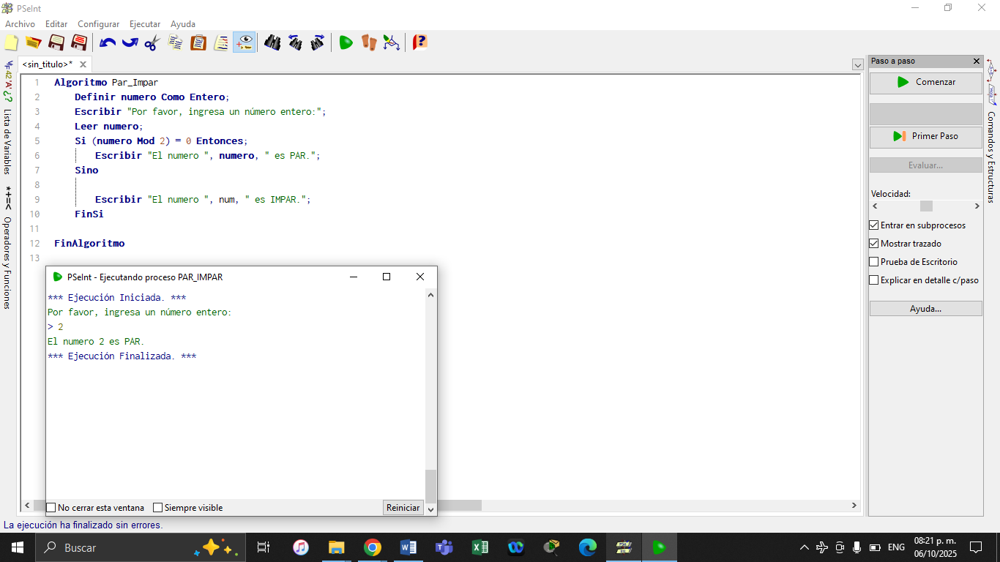 PSeInt
Archivo Editar Configurar Ejecutar Ayuda
<sin_titulo>*
Paso a paso
1 Algoritmo Par_Impar
2 Definir numero Como Entero;
3 Escribir "Por favor, ingresa un número entero:";
4 Leer numero;
5 Si (numero Mod 2) = 0 Entonces;
6 Escribir "El numero ", numero, " es PAR.";
7 Sino
8
9 Escribir "El numero ", num, " es IMPAR.";
10 FinSi
11
12 FinAlgoritmo
13
*+=< Operadores y Funciones
42 'A' ¿? Lista de Variables
PSeInt - Ejecutando proceso PAR_IMPAR
*** Ejecución Iniciada. ***
Por favor, ingresa un número entero:
> 2
El numero 2 es PAR.
*** Ejecución Finalizada. ***
No cerrar esta ventana Siempre visible Reiniciar
Comenzar
Primer Paso
Evaluar...
Velocidad:
Entrar en subprocesos
Mostrar trazado
Prueba de Escritorio
Explicar en detalle c/paso
Ayuda...
Comandos y Estructuras
La ejecución ha finalizado sin errores.
Buscar
ENG
08:21 p. m.
06/10/2025